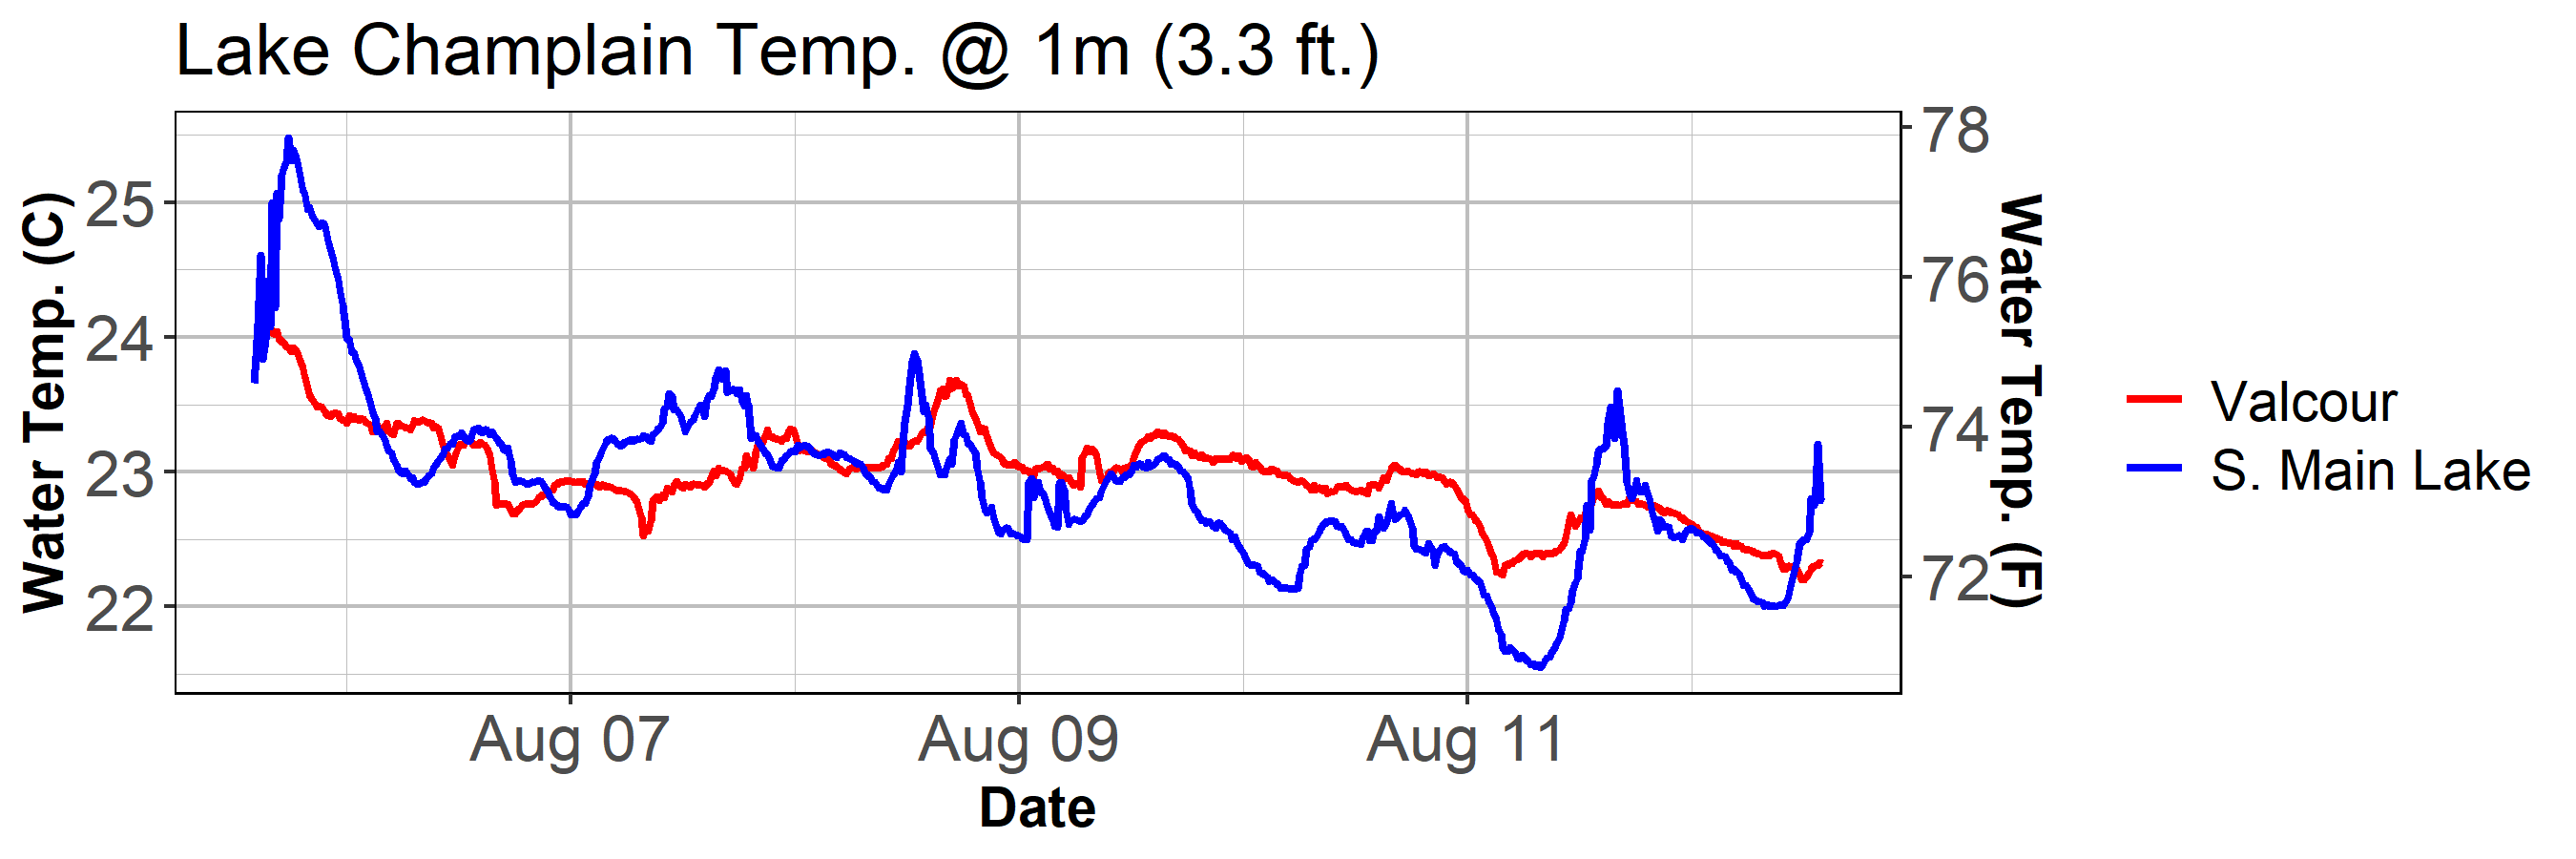 Lake Champlain Temp. @ 1m (3.3 ft.)
Water Temp. (C)
25
24
23
22
78
76
74
72
Water Temp. (F)
Aug 07
Aug 09
Aug 11
Date
Valcour
S. Main Lake